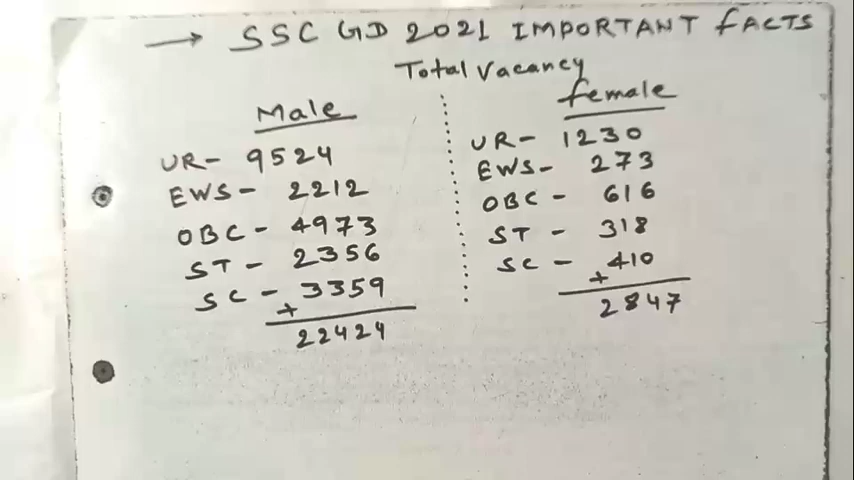 → SSC GD 2021 IMPORTANT FACTS
Total Vacancy
Male
UR- 9524
EWS- 2212
OBC- 4973
ST- 2356
SC-+3359
22424
female
UR- 1230
EWS- 273
OBC- 616
ST- 318
SC-+410
2847